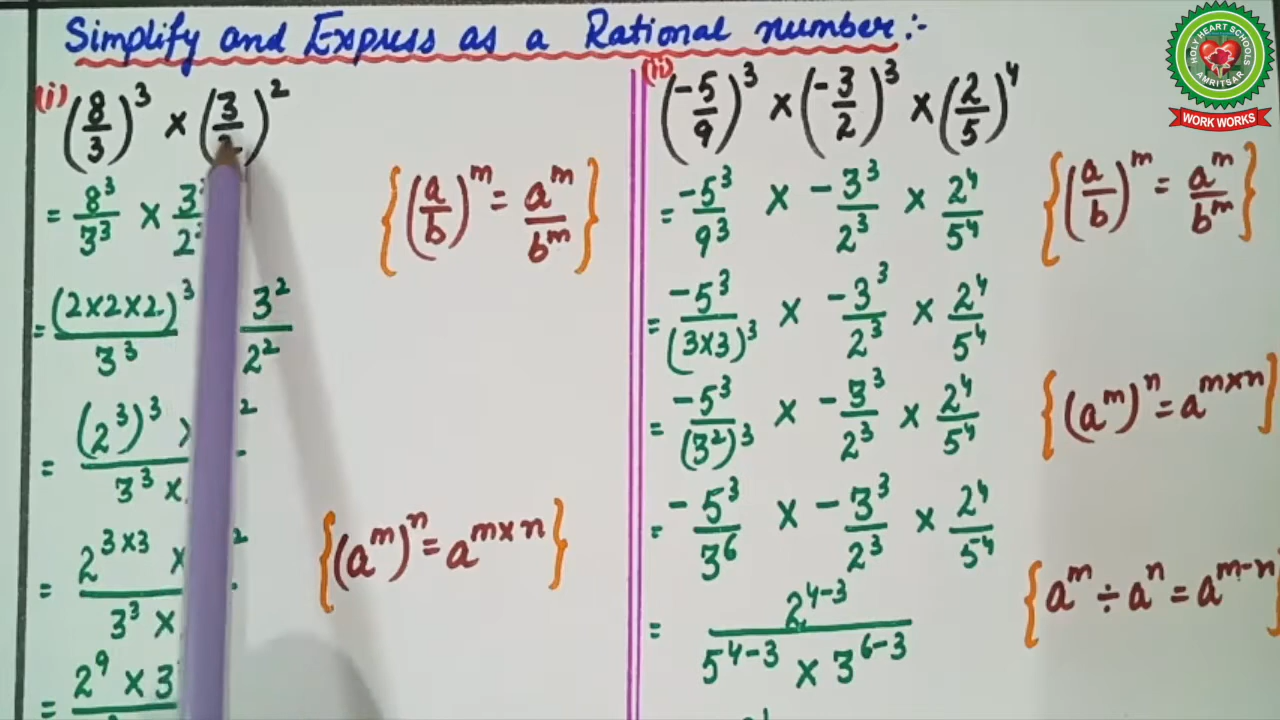 Simplify and Express as a Rational number:-
(i) (8/3)^3 × (3/2)^2
= 8^3/3^3 × 3/2
= (2×2×2)^3/3^3 3^2/2^2
= (2^3)^3 × ^2/3^3 ×
= 2^{3×3} × ^2/3^3 ×
= 2^9 × 3
{(a/b)^m = a^m/b^m}
{(a^m)^n = a^{m×n}}
(ii) (-5/9)^3 × (-3/2)^3 × (2/5)^4
= -5^3/9^3 × -3^3/2^3 × 2^4/5^4
= -5^3/(3×3)^3 × -3^3/2^3 × 2^4/5^4
= -5^3/(3^2)^3 × -3^3/2^3 × 2^4/5^4
= -5^3/3^6 × -3^3/2^3 × 2^4/5^4
= 2^{4-3}/5^{4-3} × 3^{6-3}
{(a/b)^m = a^m/b^m}
{(a^m)^n = a^{m×n}}
{a^m ÷ a^n = a^{m-n}
HOLY HEART SCHOOLS
AMRITSAR
WORK WORKS